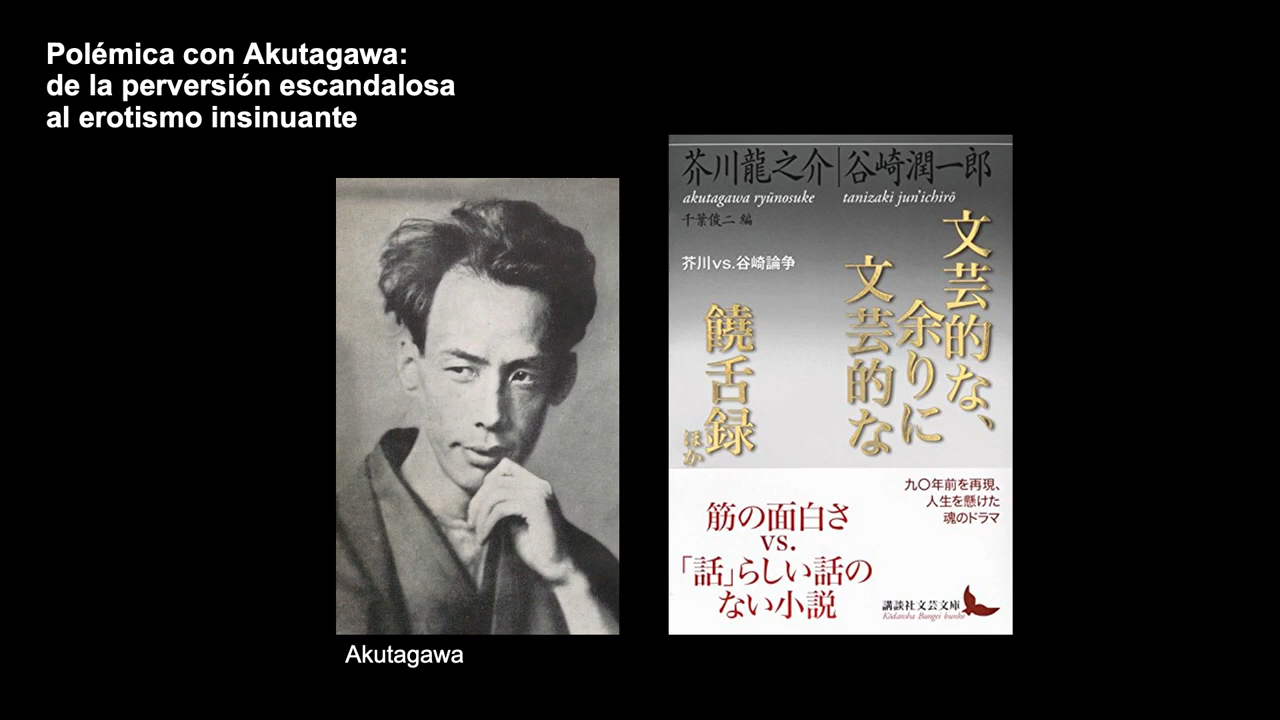 Polémica con Akutagawa:
de la perversión escandalosa
al erotismo insinuante
芥川龍之介 | 谷崎潤一郎
akutagawa ryūnosuke tanizaki jun'ichirō
千葉俊二 編
芥川vs.谷崎論争
文芸的な、
余りに
文芸的な
饒舌録
ほか
九〇年前を再現、
人生を懸けた
魂のドラマ
筋の面白さ
vs.
「話」らしい話の
ない小説
講談社文芸文庫
Kōdansha Bungei bunko
Akutagawa